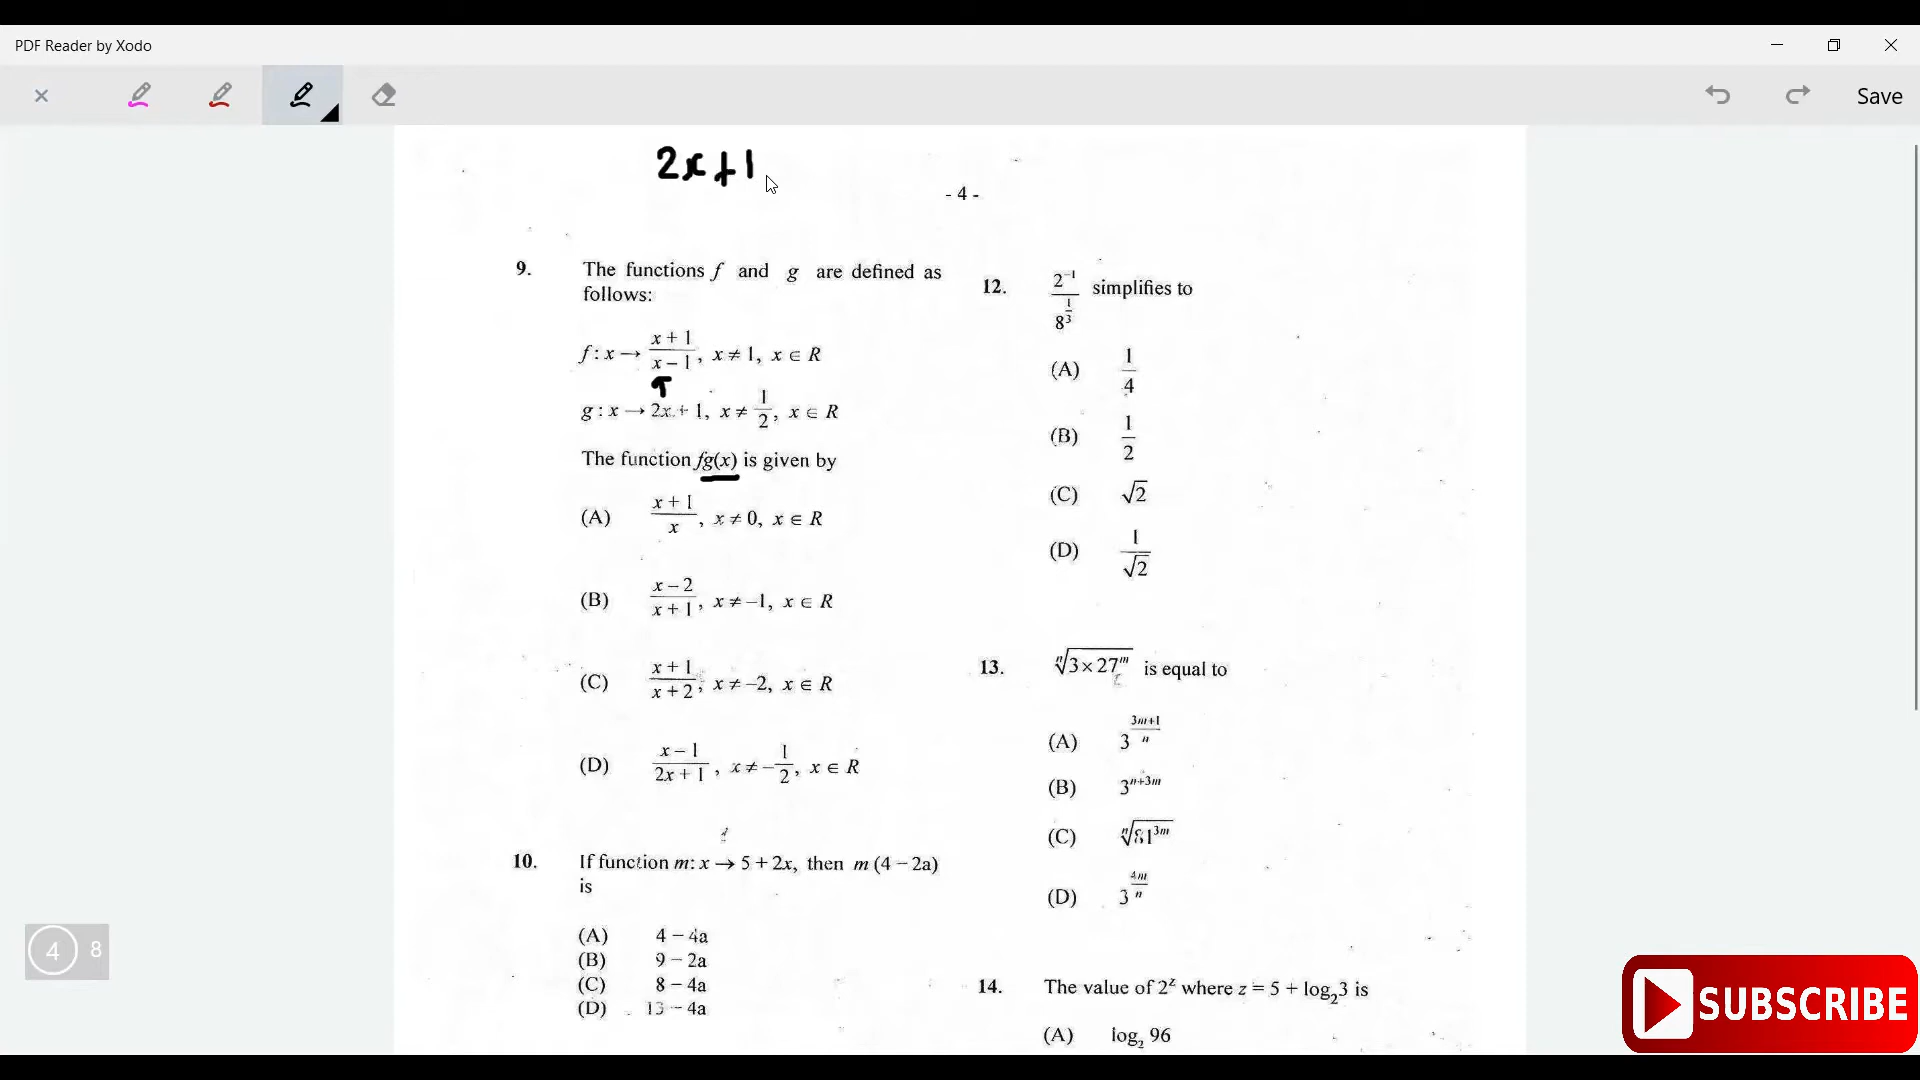 PDF Reader by Xodo
Save
2x+1
- 4 -
9. The functions f and g are defined as
follows:
f : x → (x + 1)/(x − 1), x ≠ 1, x ∈ R
g : x → 2x + 1, x ≠ 1/2, x ∈ R
The function fg(x) is given by
(A) (x + 1)/x, x ≠ 0, x ∈ R
(B) (x − 2)/(x + 1), x ≠ −1, x ∈ R
(C) (x + 1)/(x + 2), x ≠ −2, x ∈ R
(D) (x − 1)/(2x + 1), x ≠ −1/2, x ∈ R
10. If function m: x → 5 + 2x, then m (4 − 2a)
is
(A) 4 − 4a
(B) 9 − 2a
(C) 8 − 4a
(D) 13 − 4a
12. 2⁻¹/8^(1/3) simplifies to
(A) 1/4
(B) 1/2
(C) √2
(D) 1/√2
13. ⁿ√(3 × 27ᵐ) is equal to
(A) 3^((3m+1)/n)
(B) 3^(n+3m)
(C) ⁿ√(81^(3m))
(D) 3^(4m/n)
14. The value of 2ᶻ where z = 5 + log₂3 is
(A) log₂ 96
4 8
SUBSCRIBE